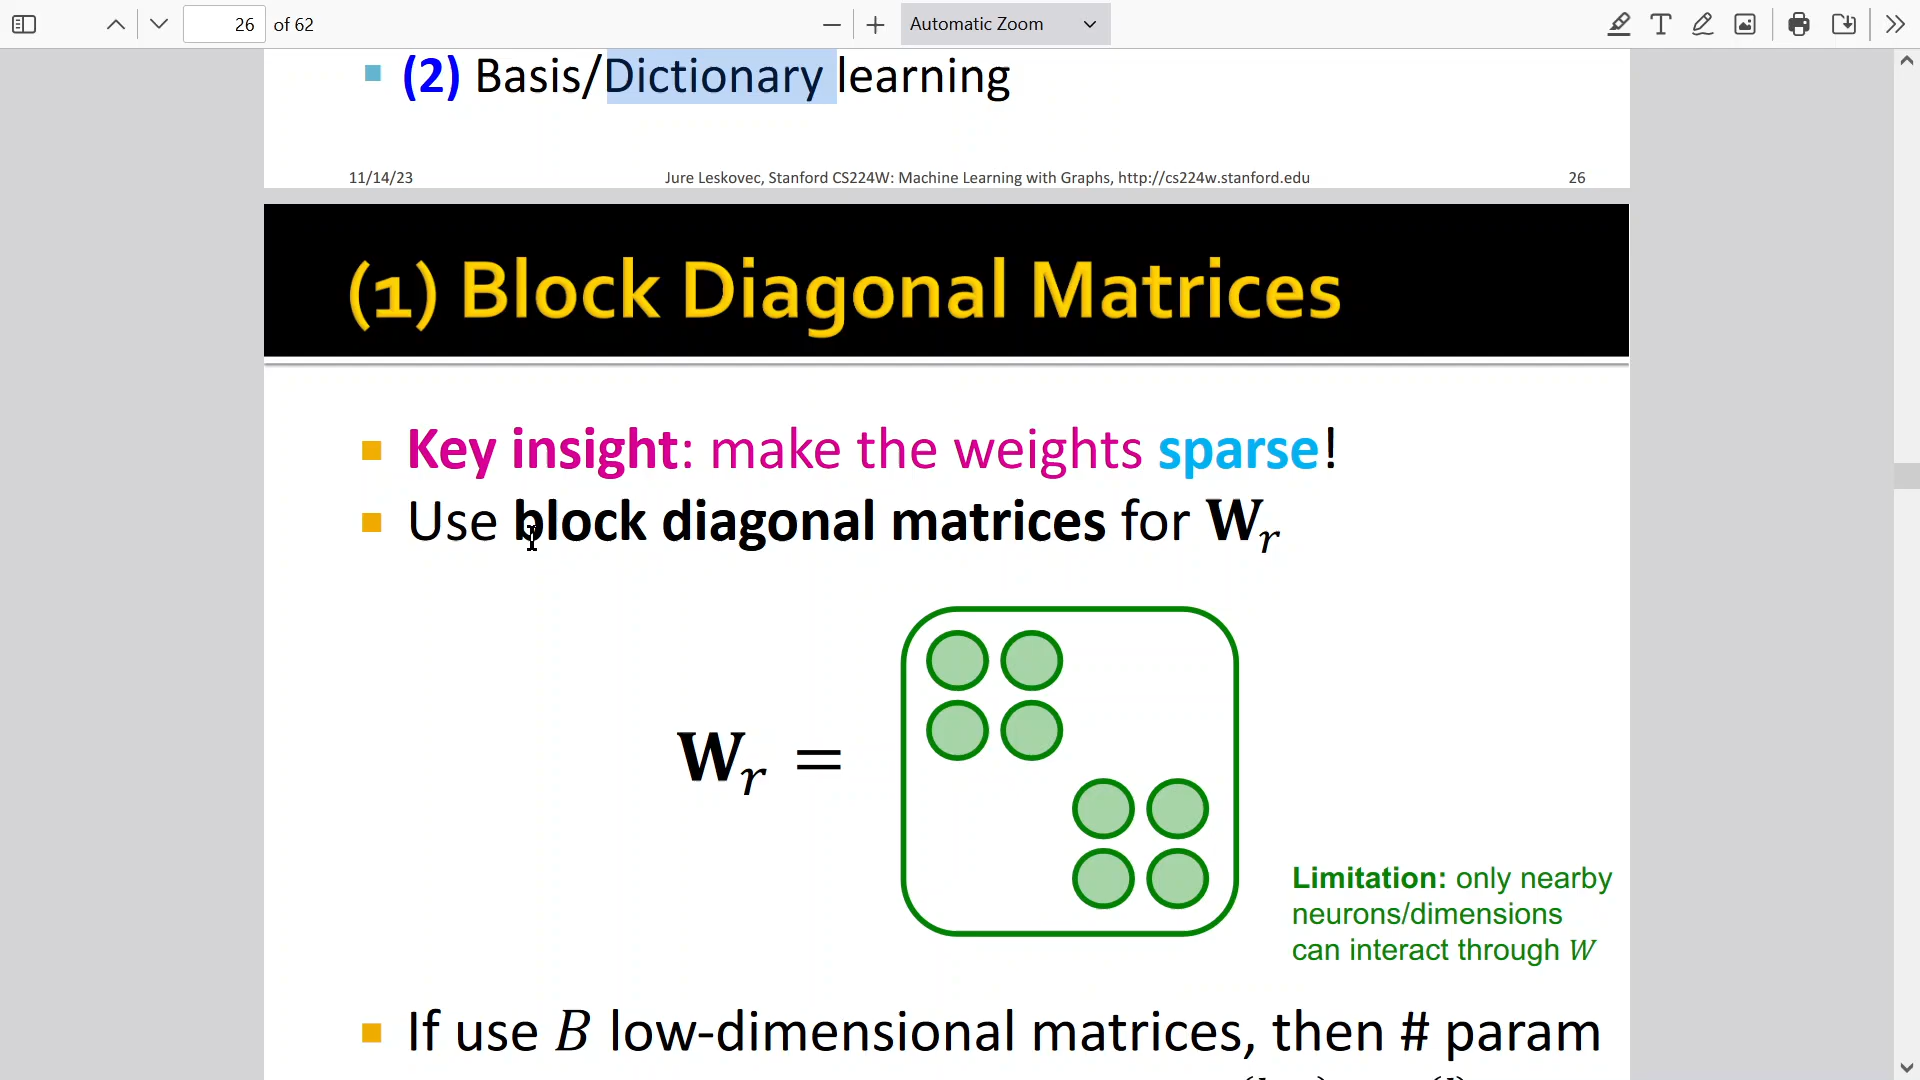 26 of 62 Automatic Zoom
(2) Basis/Dictionary learning
11/14/23 Jure Leskovec, Stanford CS224W: Machine Learning with Graphs, http://cs224w.stanford.edu 26
(1) Block Diagonal Matrices
Key insight: make the weights sparse!
Use block diagonal matrices for W_r
W_r =
Limitation: only nearby
neurons/dimensions
can interact through W
If use B low-dimensional matrices, then # param